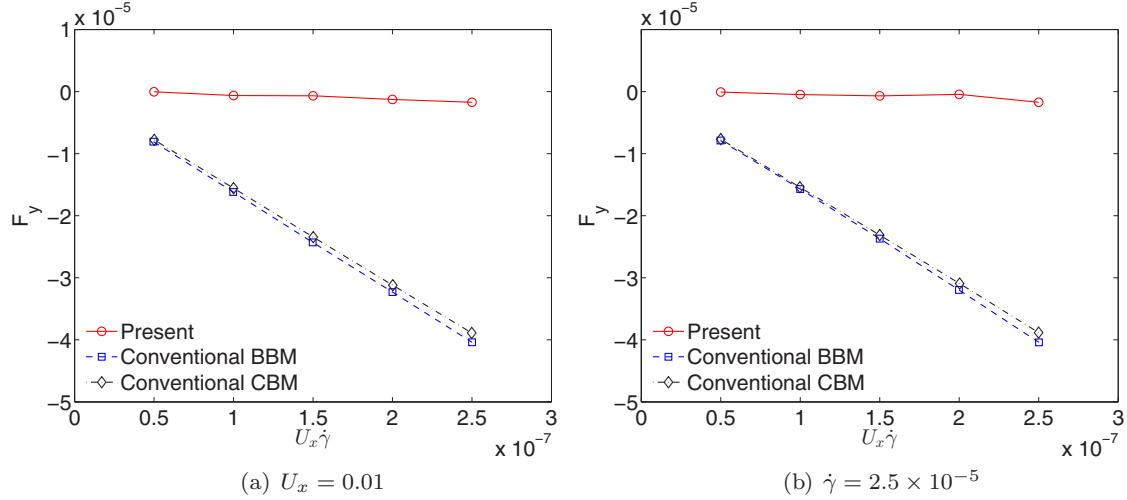 x 10⁻⁵
1
0
−1
−2
−3
−4
−5
F_y
Present
Conventional BBM
Conventional CBM
0 0.5 1 1.5 2 2.5 3
U_x γ̇
x 10⁻⁷
(a) U_x = 0.01
x 10⁻⁵
1
0
−1
−2
−3
−4
−5
F_y
Present
Conventional BBM
Conventional CBM
0 0.5 1 1.5 2 2.5 3
U_x γ̇
x 10⁻⁷
(b) γ̇ = 2.5 × 10⁻⁵